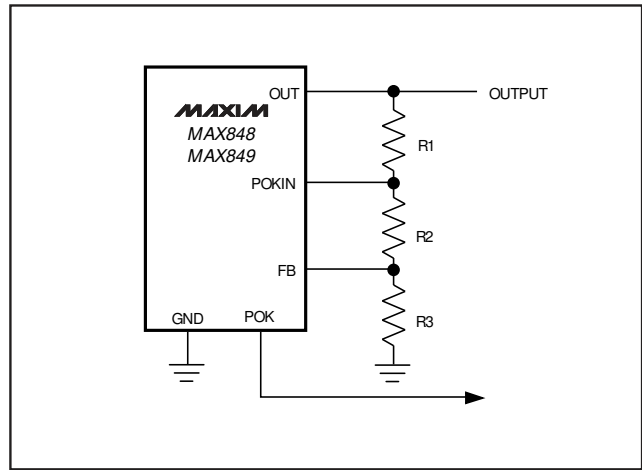 OUT
OUTPUT
MAXIM
MAX848
MAX849
R1
POKIN
R2
FB
R3
GND
POK